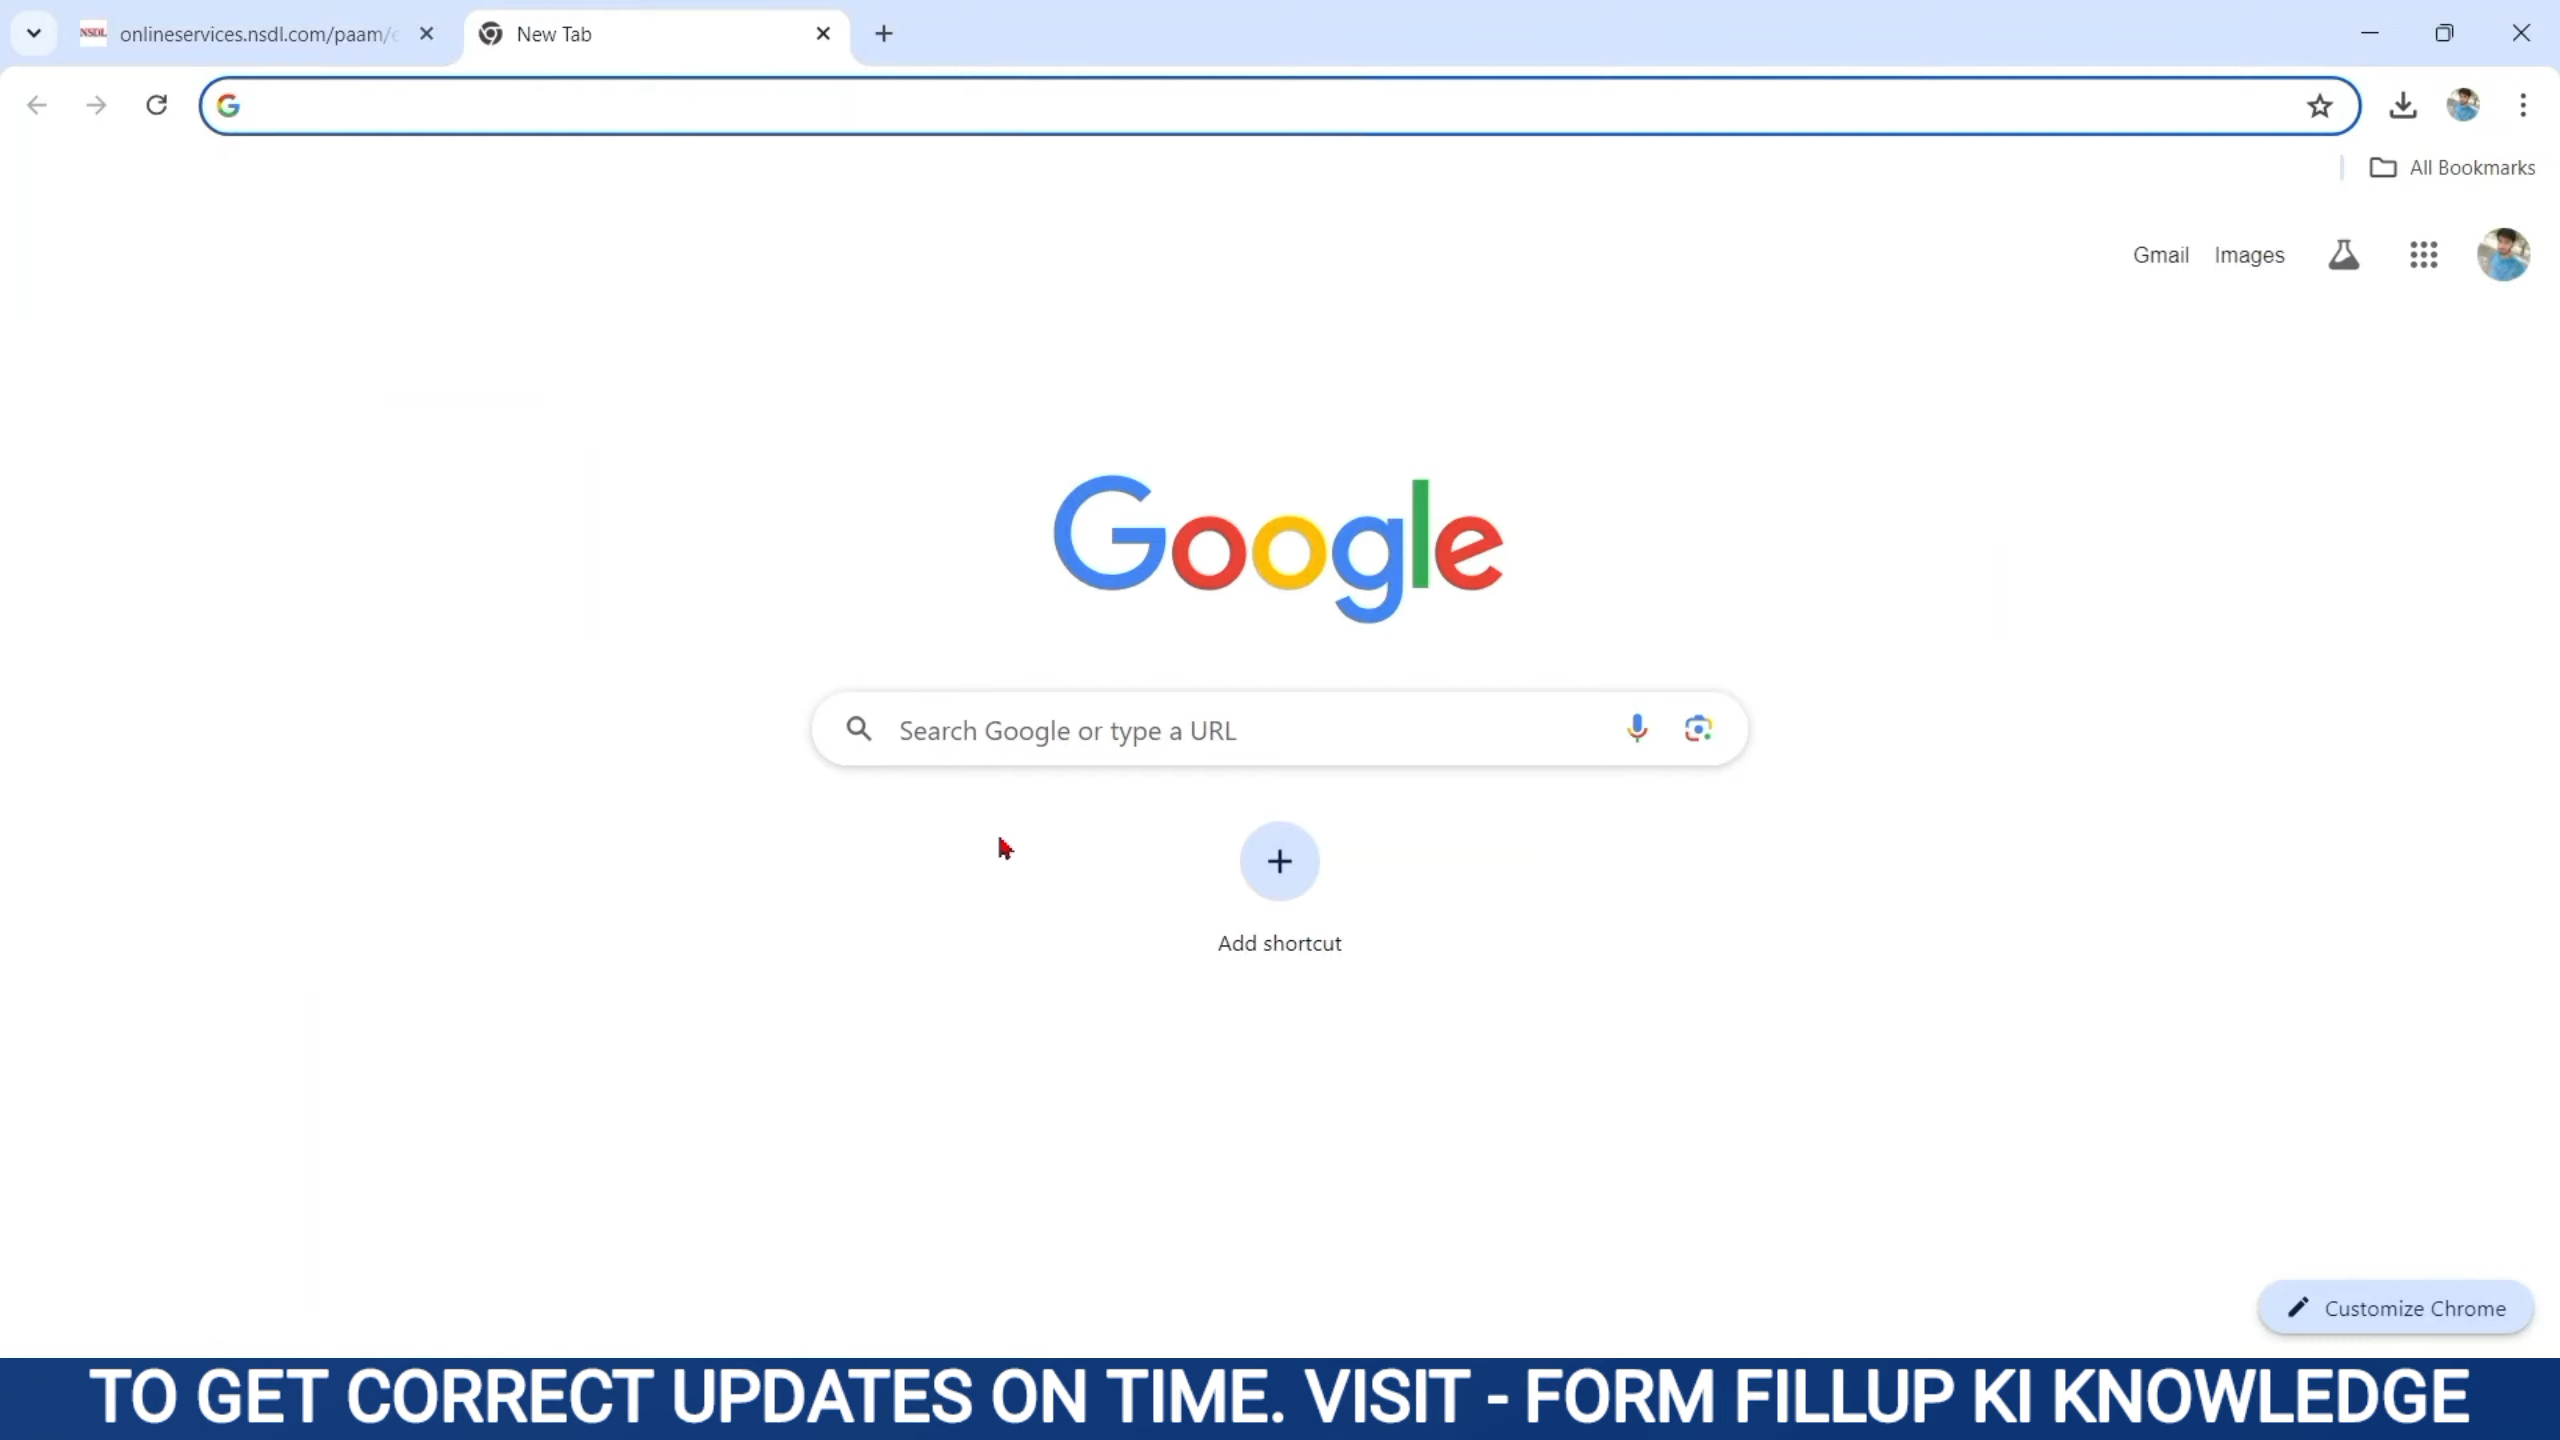 NSDL onlineservices.nsdl.com/paam/e
New Tab
All Bookmarks
Gmail Images
Google
Search Google or type a URL
Add shortcut
Customize Chrome
TO GET CORRECT UPDATES ON TIME. VISIT - FORM FILLUP KI KNOWLEDGE